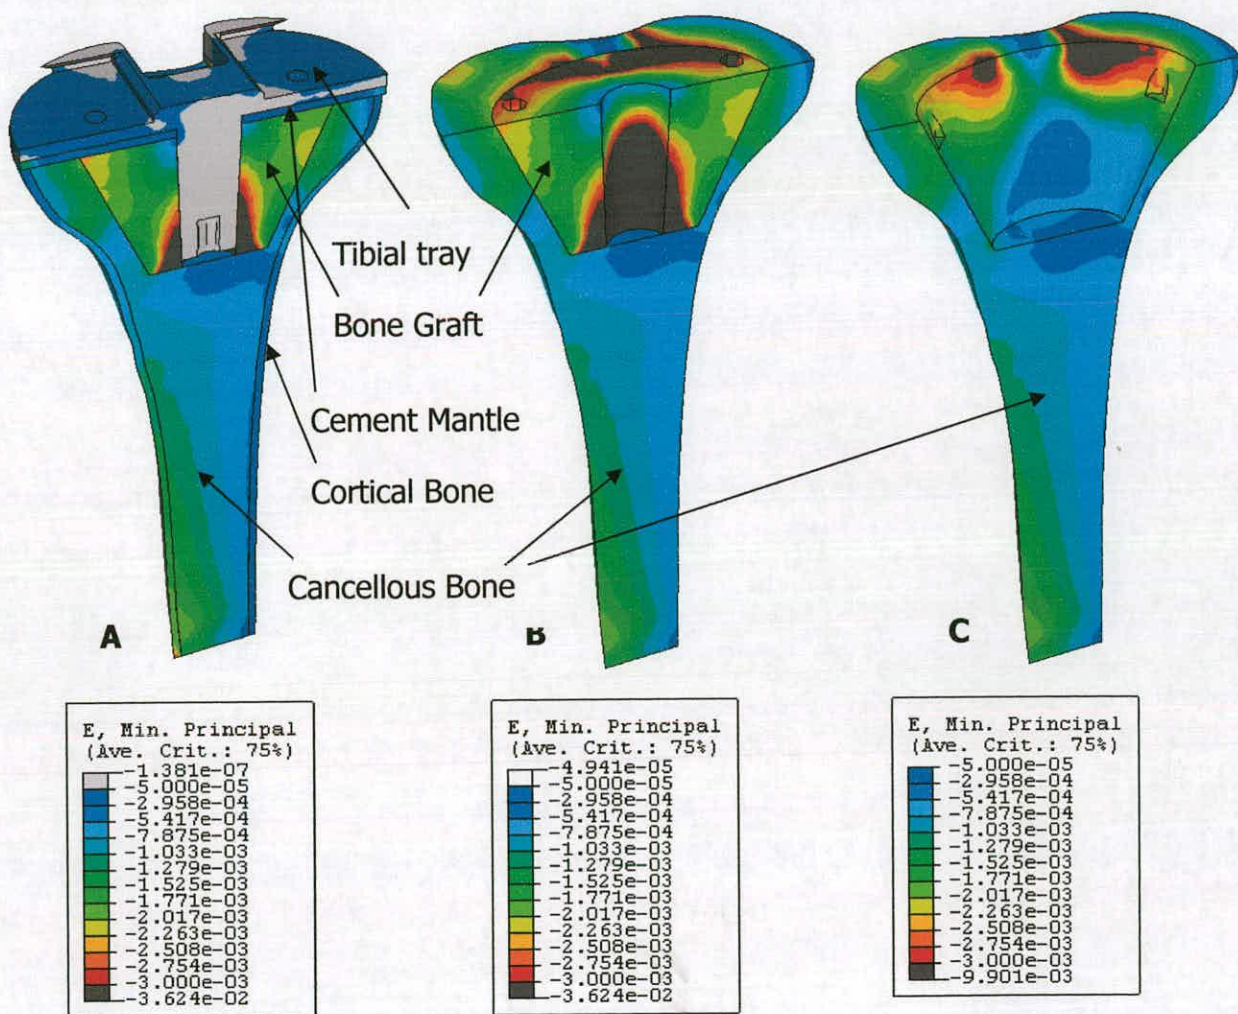 Tibial tray
Bone Graft
Cement Mantle
Cortical Bone
Cancellous Bone
A
B
C
E, Min. Principal
(Ave. Crit.: 75%)
-1.381e-07
-5.000e-05
-2.958e-04
-5.417e-04
-7.875e-04
-1.033e-03
-1.279e-03
-1.525e-03
-1.771e-03
-2.017e-03
-2.263e-03
-2.508e-03
-2.754e-03
-3.000e-03
-3.624e-02
E, Min. Principal
(Ave. Crit.: 75%)
-4.941e-05
-5.000e-05
-2.958e-04
-5.417e-04
-7.875e-04
-1.033e-03
-1.279e-03
-1.525e-03
-1.771e-03
-2.017e-03
-2.263e-03
-2.508e-03
-2.754e-03
-3.000e-03
-3.624e-02
E, Min. Principal
(Ave. Crit.: 75%)
-5.000e-05
-2.958e-04
-5.417e-04
-7.875e-04
-1.033e-03
-1.279e-03
-1.525e-03
-1.771e-03
-2.017e-03
-2.263e-03
-2.508e-03
-2.754e-03
-3.000e-03
-9.901e-03